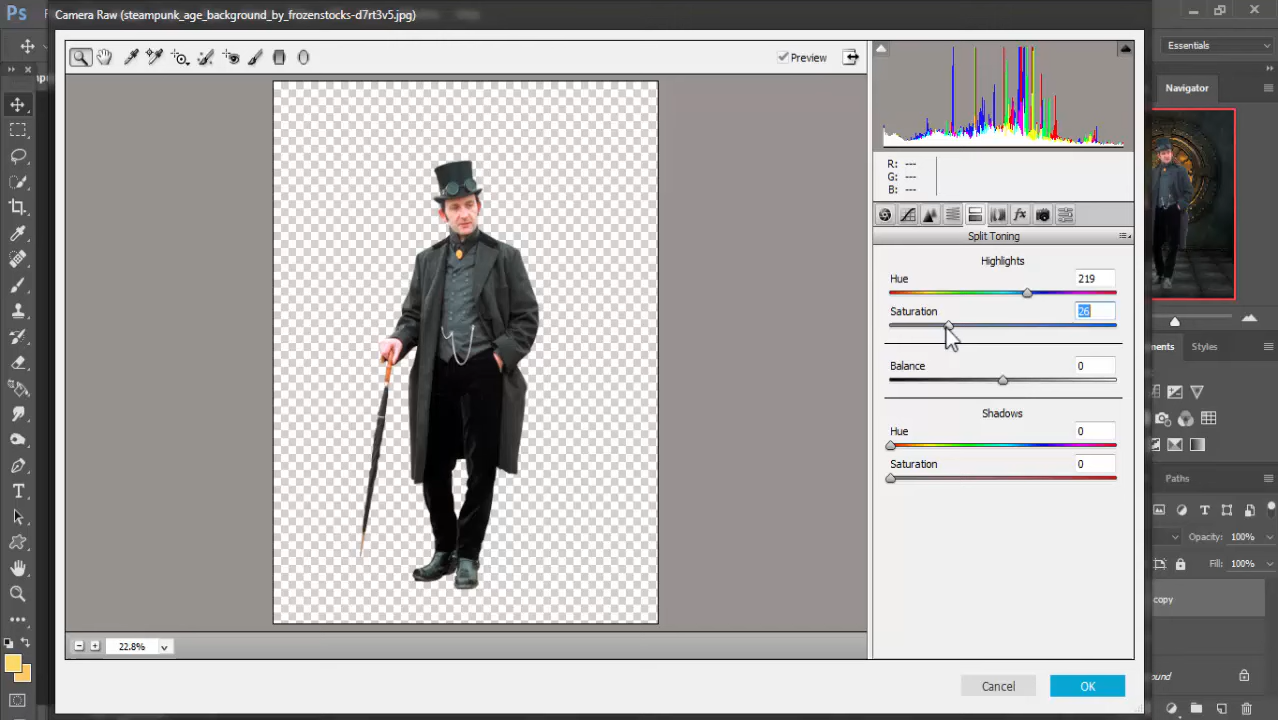 Ps
Camera Raw (steampunk_age_background_by_frozenstocks-d7rt3v5.jpg)
Essentials
Preview
Navigator
R: ---
G: ---
B: ---
Split Toning
Highlights
Hue 219
Saturation 26
Balance 0
Shadows
Hue 0
Saturation 0
Styles
Paths
Opacity: 100%
Fill: 100%
copy
22.8%
Cancel OK